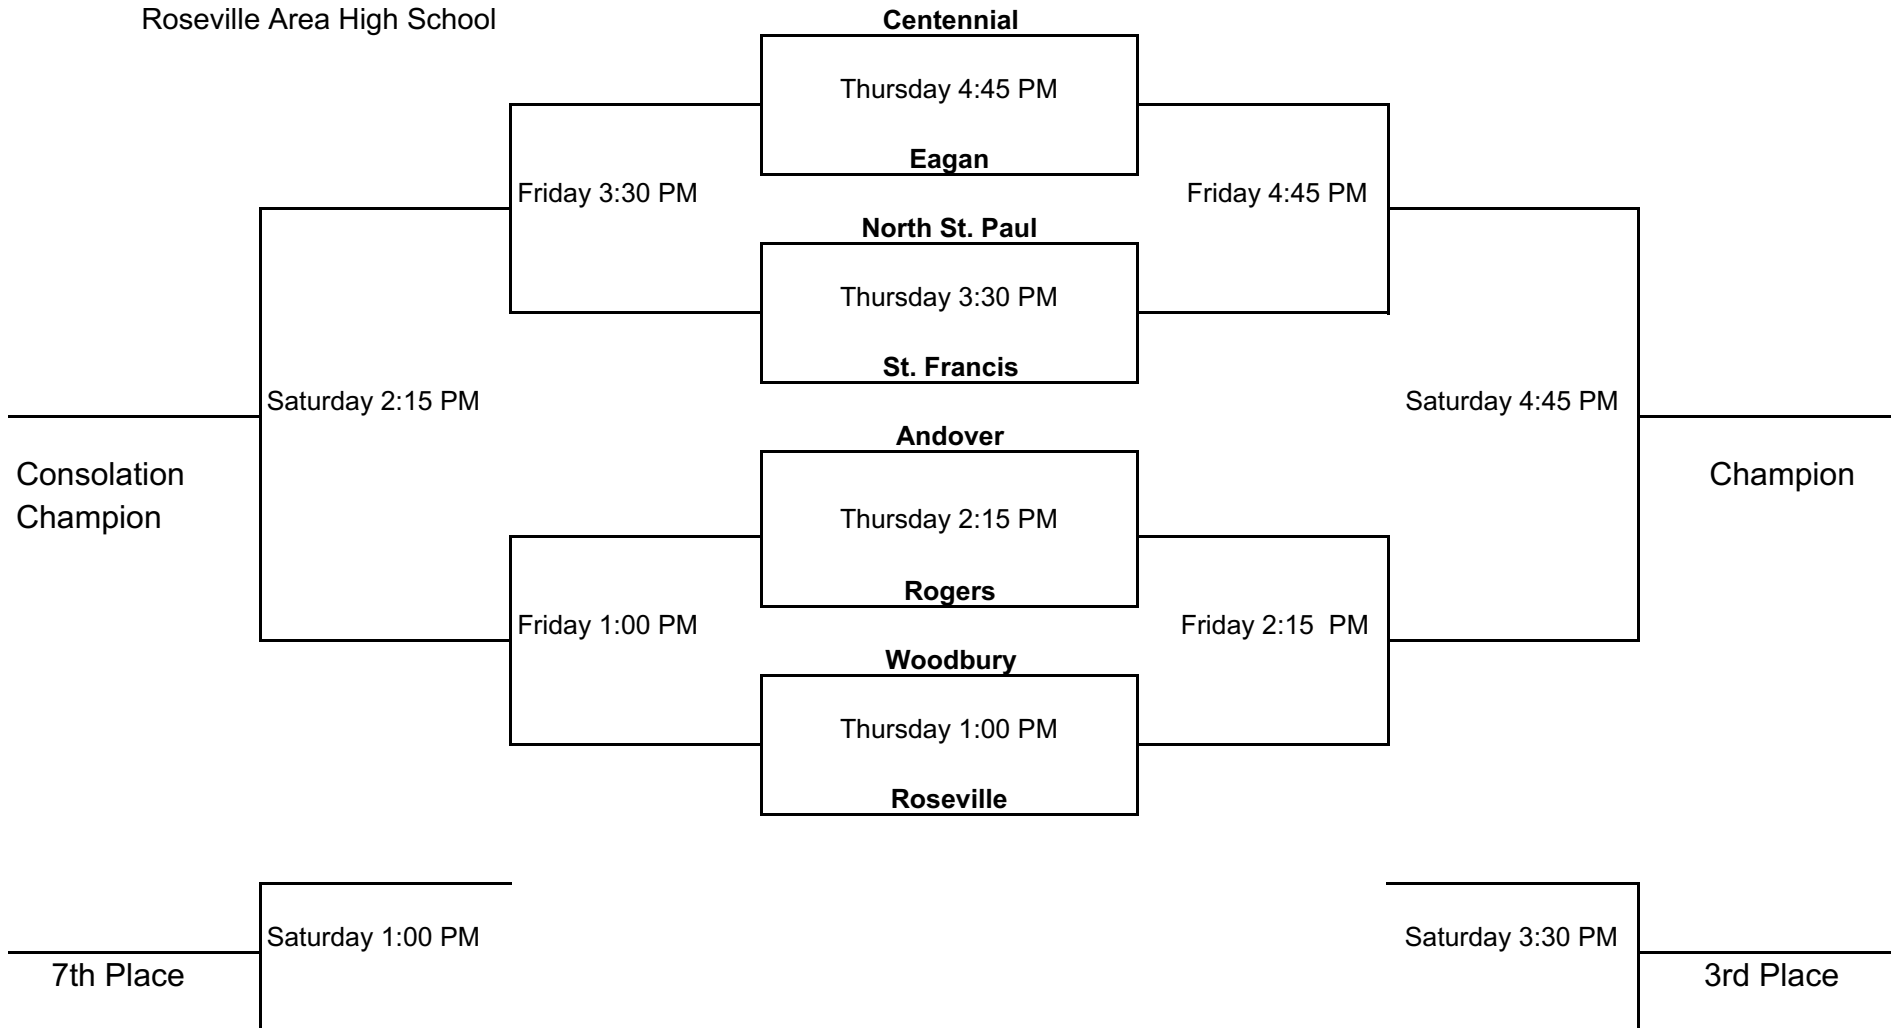 Roseville Area High School
Centennial
Thursday 4:45 PM
Eagan
Friday 3:30 PM
Friday 4:45 PM
North St. Paul
Thursday 3:30 PM
St. Francis
Saturday 2:15 PM
Saturday 4:45 PM
Andover
Consolation
Champion
Champion
Thursday 2:15 PM
Rogers
Friday 1:00 PM
Friday 2:15 PM
Woodbury
Thursday 1:00 PM
Roseville
Saturday 1:00 PM
Saturday 3:30 PM
7th Place
3rd Place